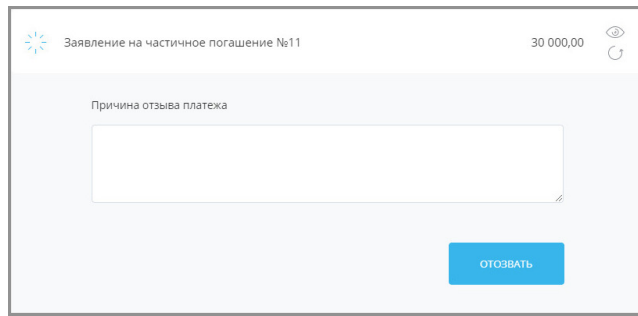 Заявление на частичное погашение №11 30 000,00
Причина отзыва платежа
ОТОЗВАТЬ